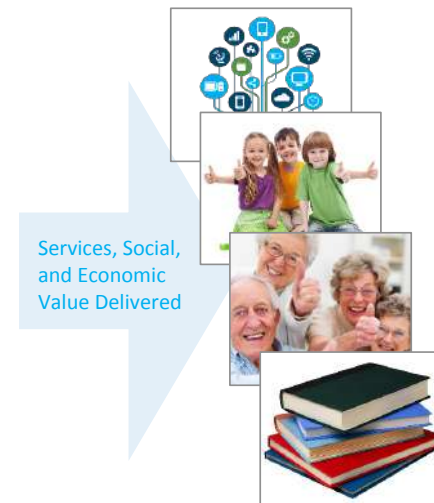 Services, Social,
and Economic
Value Delivered